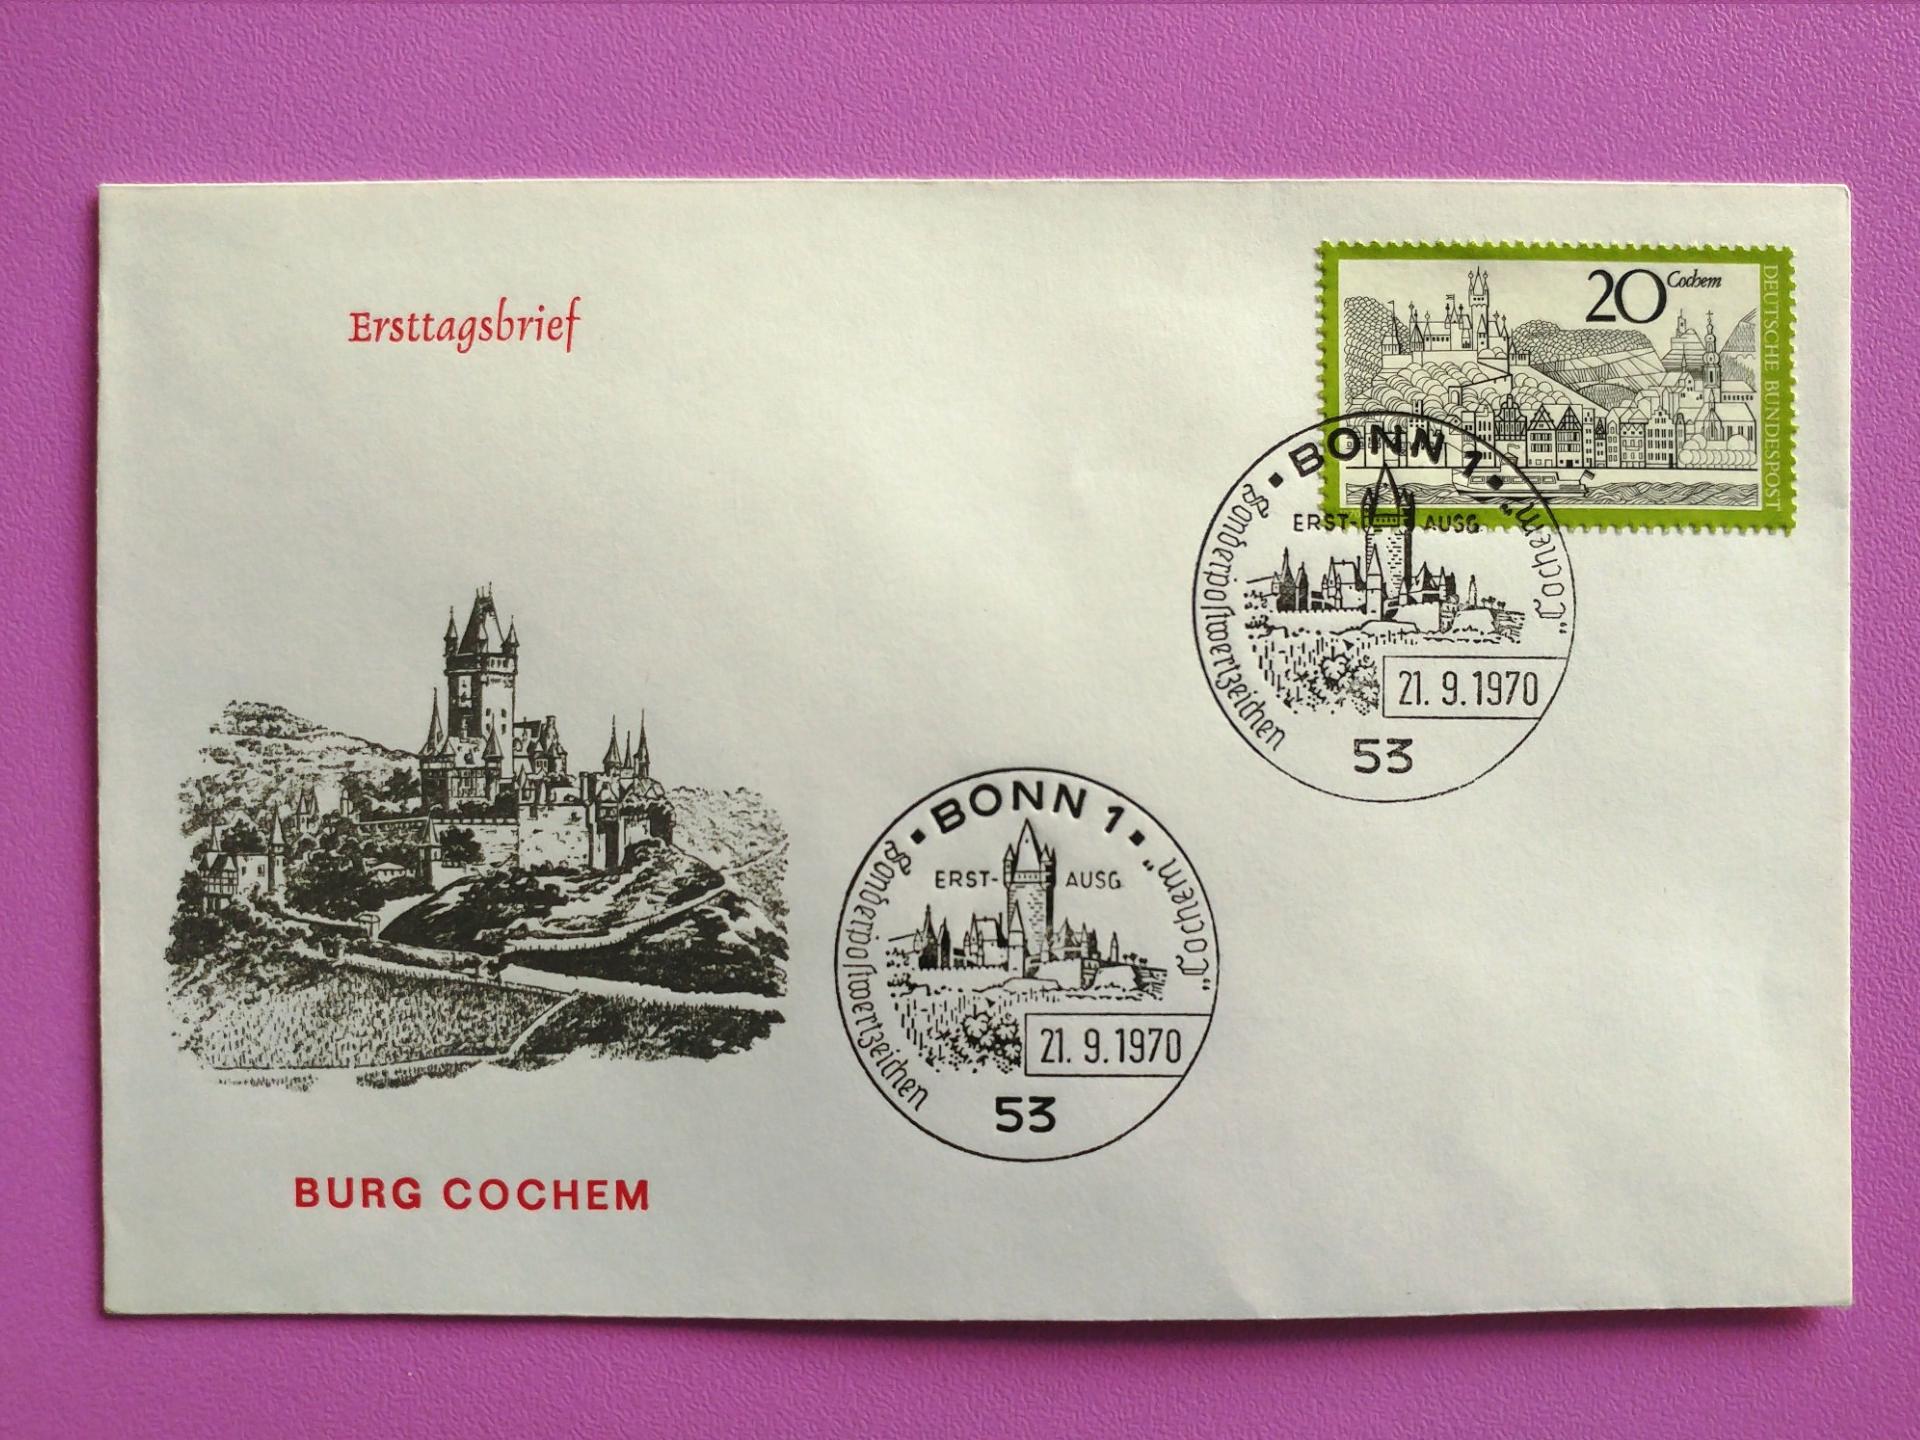 Ersttagsbrief
20 Cochem
DEUTSCHE BUNDESPOST
BONN 1
ERST- AUSG.
Sonderpostwertzeichen
„Cochem“
21. 9. 1970
53
BONN 1
ERST- AUSG.
Sonderpostwertzeichen
„Cochem“
21. 9. 1970
53
BURG COCHEM